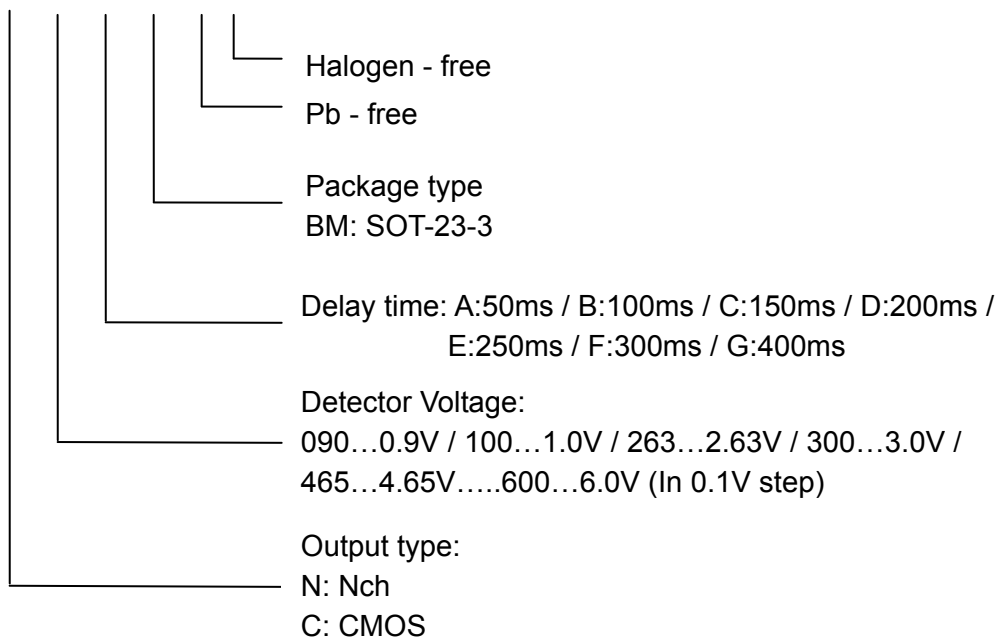 Halogen - free
Pb - free
Package type
BM: SOT-23-3
Delay time: A:50ms / B:100ms / C:150ms / D:200ms /
E:250ms / F:300ms / G:400ms
Detector Voltage:
090…0.9V / 100…1.0V / 263…2.63V / 300…3.0V /
465…4.65V…..600…6.0V (In 0.1V step)
Output type:
N: Nch
C: CMOS